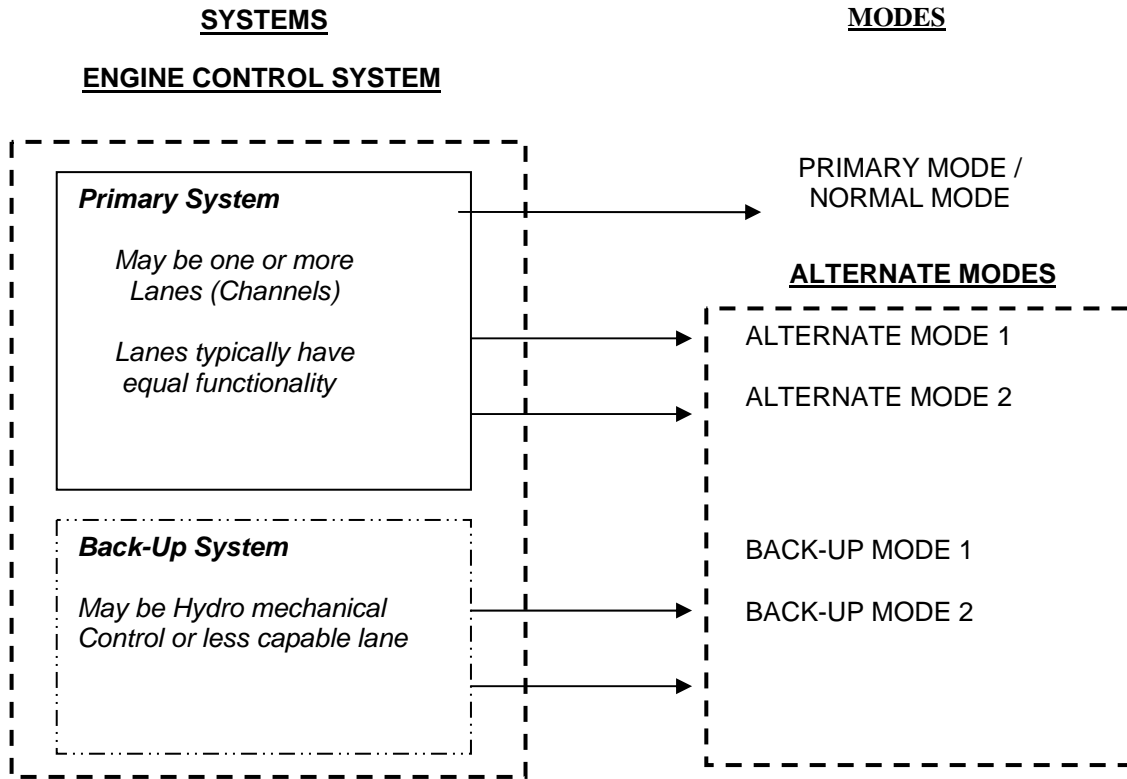 SYSTEMS
MODES
ENGINE CONTROL SYSTEM
Primary System
May be one or more
Lanes (Channels)
Lanes typically have
equal functionality
PRIMARY MODE /
NORMAL MODE
ALTERNATE MODES
ALTERNATE MODE 1
ALTERNATE MODE 2
Back-Up System
May be Hydro mechanical
Control or less capable lane
BACK-UP MODE 1
BACK-UP MODE 2